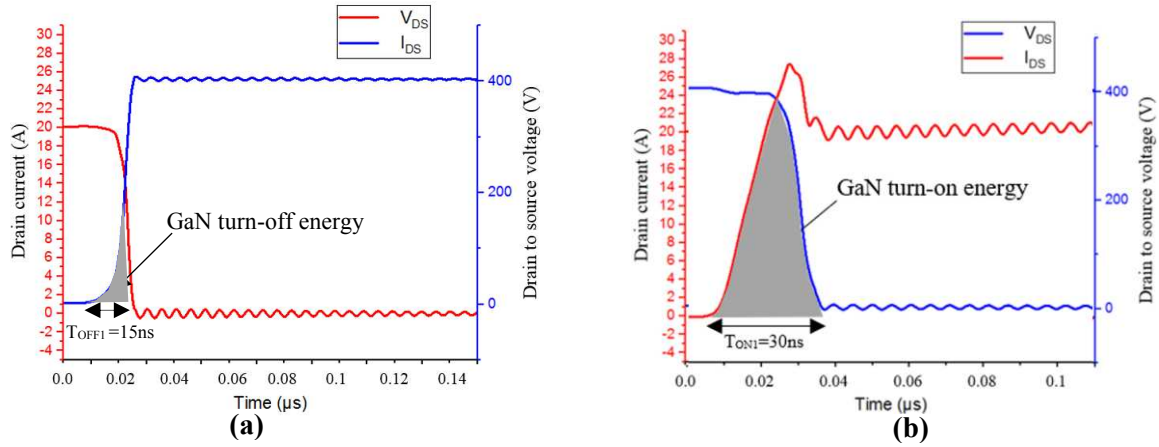 V_DS
I_DS
30
28
26
24
22
20
18
16
14
12
10
8
6
4
2
0
-2
-4
Drain current (A)
400
200
0
Drain to source voltage (V)
GaN turn-off energy
T_OFF1 =15ns
0.0 0.02 0.04 0.06 0.08 0.1 0.12 0.14
Time (µs)
(a)
V_DS
I_DS
30
28
26
24
22
20
18
16
14
12
10
8
6
4
2
0
-2
-4
Drain current (A)
400
200
0
Drain to source voltage (V)
GaN turn-on energy
T_ON1=30ns
0.0 0.02 0.04 0.06 0.08 0.1
Time (µs)
(b)